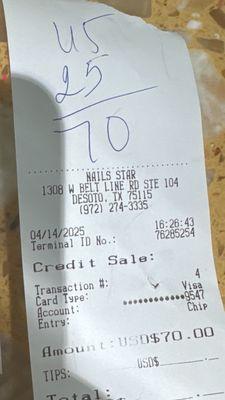 45
25
70
NAILS STAR
1308 W BELT LINE RD STE 104
DESOTO, TX 75115
(972) 274-3335
04/14/2025 16:26:43
Terminal ID No.: 76285254
Credit Sale:
Transaction #: 4
Card Type: Visa
Account: ************9547
Entry: Chip
Amount: USD$70.00
TIPS: USD$______.__
Total: